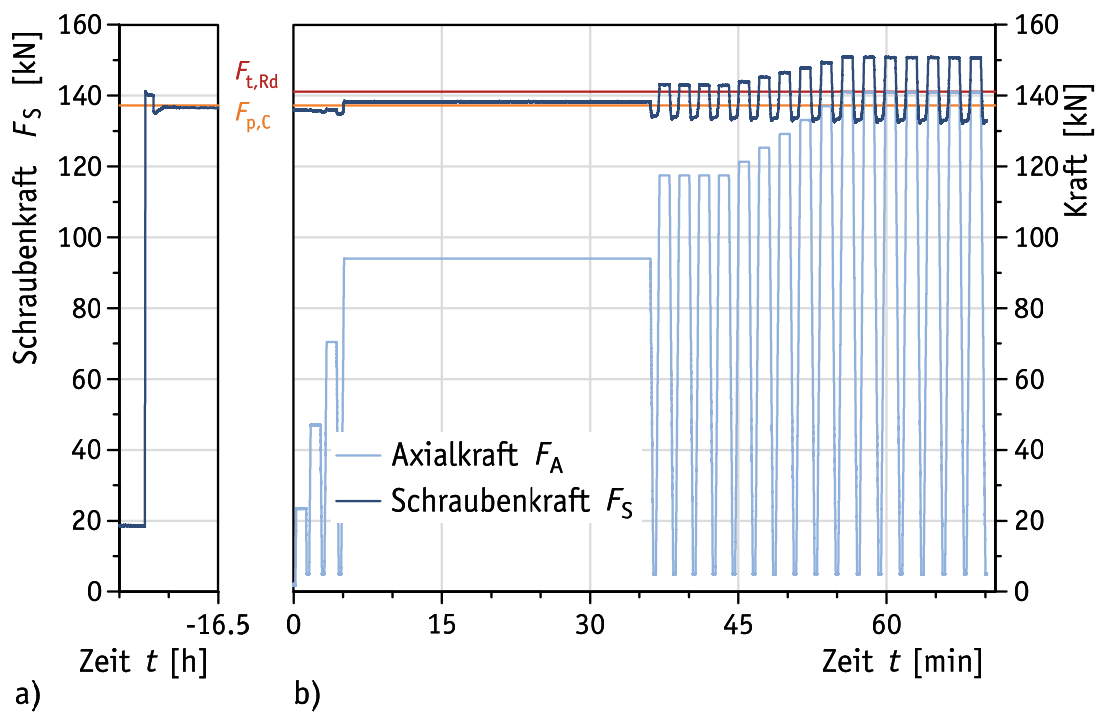 Schraubenkraft F_S [kN]
160
140
120
100
80
60
40
20
0
-16.5
Zeit t [h]
a)
F_t,Rd
F_p,C
Axialkraft F_A
Schraubenkraft F_S
0
15
30
45
60
Zeit t [min]
b)
160
140
120
100
80
60
40
20
0
Kraft [kN]